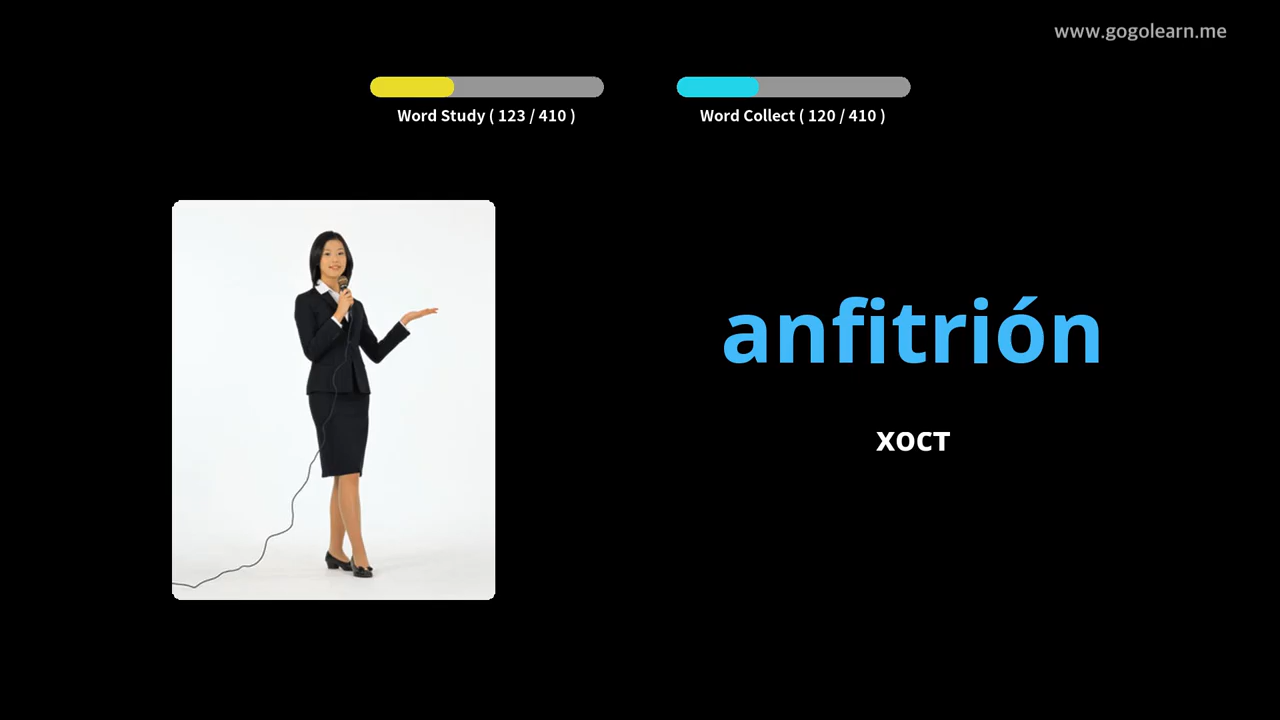 www.gogolearn.me
Word Study ( 123 / 410 )
Word Collect ( 120 / 410 )
anfitrión
хост